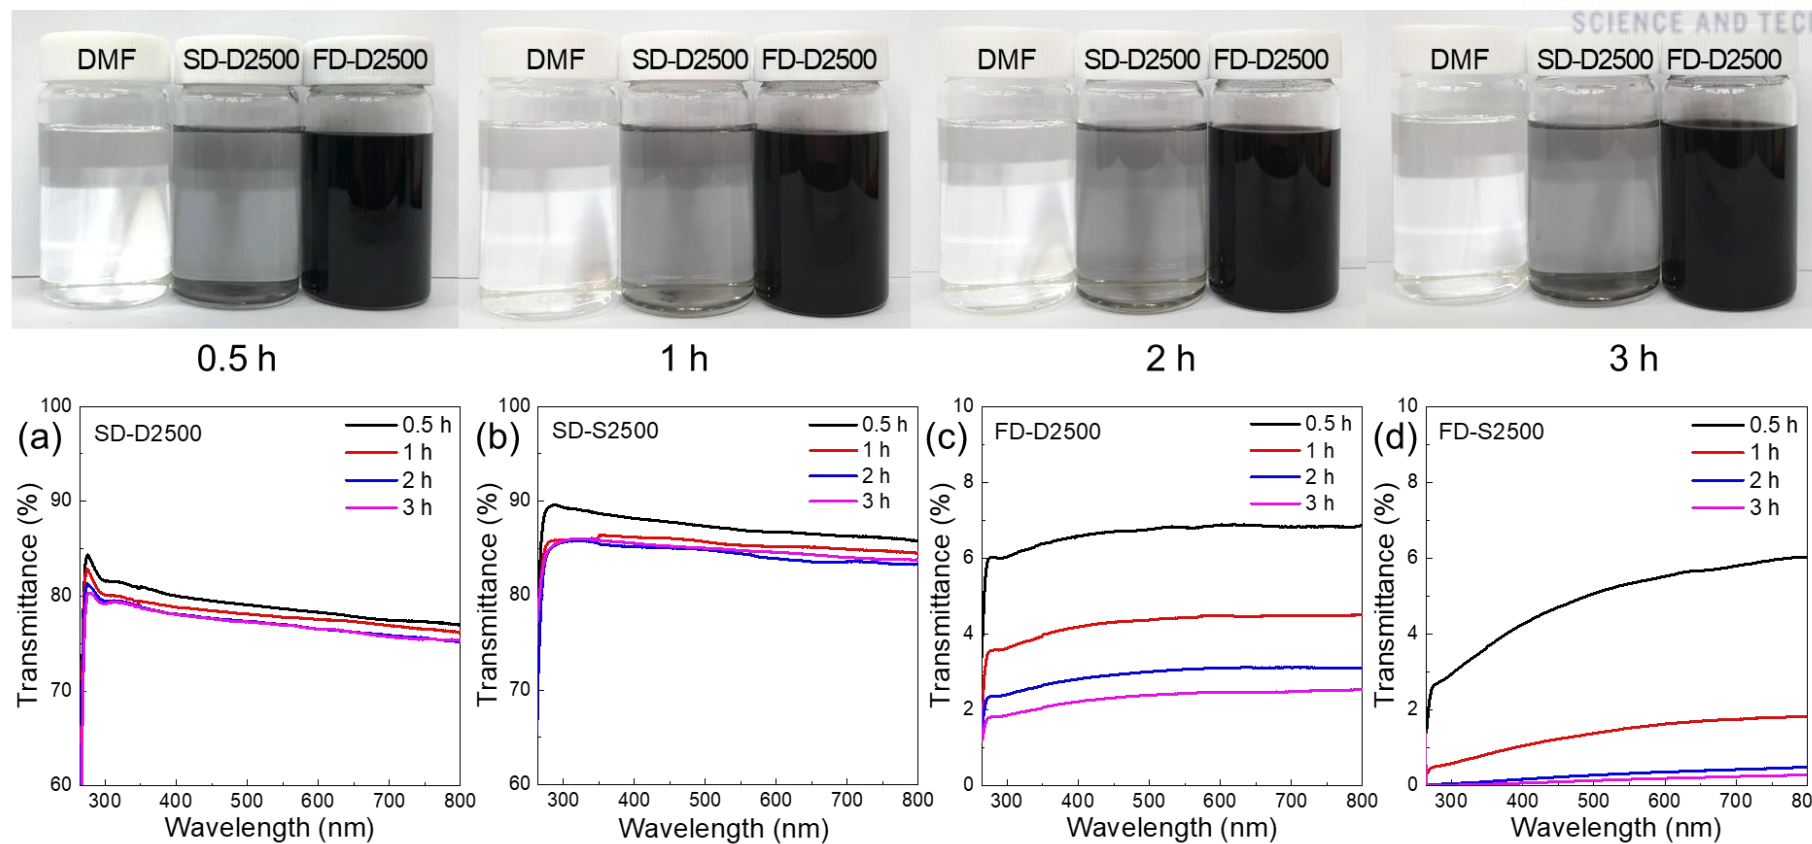 SCIENCE AND TECH
DMF SD-D2500 FD-D2500
DMF SD-D2500 FD-D2500
DMF SD-D2500 FD-D2500
DMF SD-D2500 FD-D2500
0.5 h 1 h 2 h 3 h
(a)
SD-D2500
0.5 h
1 h
2 h
3 h
100
90
80
70
60
Transmittance (%)
300 400 500 600 700 800
Wavelength (nm)
(b)
SD-S2500
0.5 h
1 h
2 h
3 h
100
90
80
70
60
Transmittance (%)
300 400 500 600 700 800
Wavelength (nm)
(c)
FD-D2500
0.5 h
1 h
2 h
3 h
10
8
6
4
2
0
Transmittance (%)
300 400 500 600 700 800
Wavelength (nm)
(d)
FD-S2500
0.5 h
1 h
2 h
3 h
10
8
6
4
2
0
Transmittance (%)
300 400 500 600 700 80
Wavelength (nm)